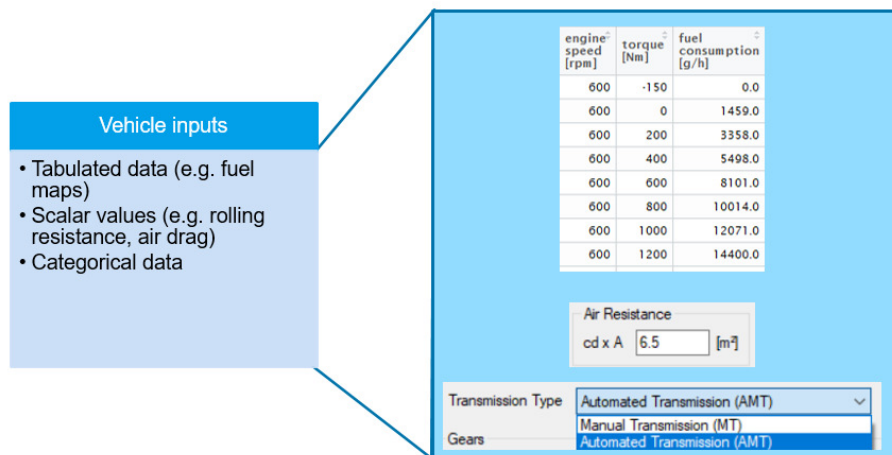 Vehicle inputs
• Tabulated data (e.g. fuel
maps)
• Scalar values (e.g. rolling
resistance, air drag)
• Categorical data
engine speed [rpm] torque [Nm] fuel consumption [g/h]
600 -150 0.0
600 0 1459.0
600 200 3358.0
600 400 5498.0
600 600 8101.0
600 800 10014.0
600 1000 12071.0
600 1200 14400.0
Air Resistance
cd x A 6.5 [m²]
Transmission Type Automated Transmission (AMT)
Manual Transmission (MT)
Gears Automated Transmission (AMT)